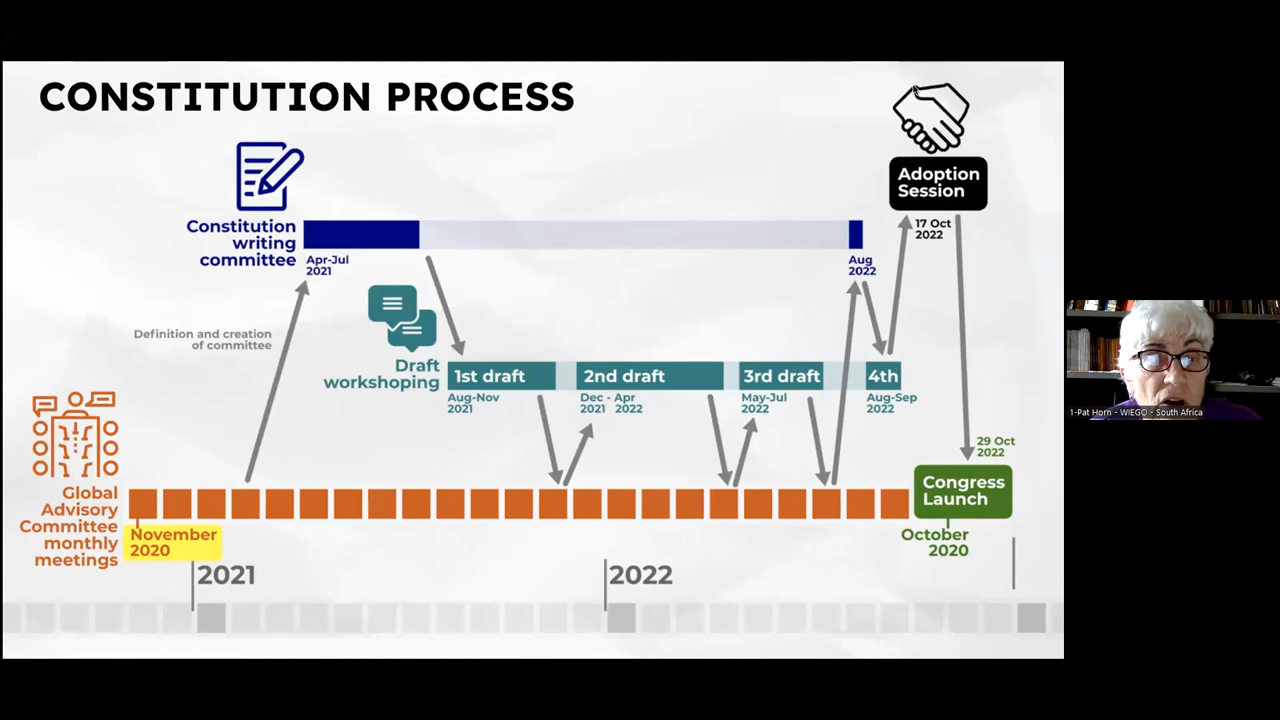 CONSTITUTION PROCESS
Adoption
Session
17 Oct
2022
Constitution
writing
committee
Apr-Jul
2021
Aug
2022
Definition and creation
of committee
Draft
workshoping
1st draft
Aug-Nov
2021
2nd draft
Dec - Apr
2021 2022
3rd draft
May-Jul
2022
4th
Aug-Sep
2022
29 Oct
2022
Congress
Launch
October
2020
Global
Advisory
Committee
monthly
meetings
November
2020
2021
2022
1-Pat Horn - WIEGO - South Africa